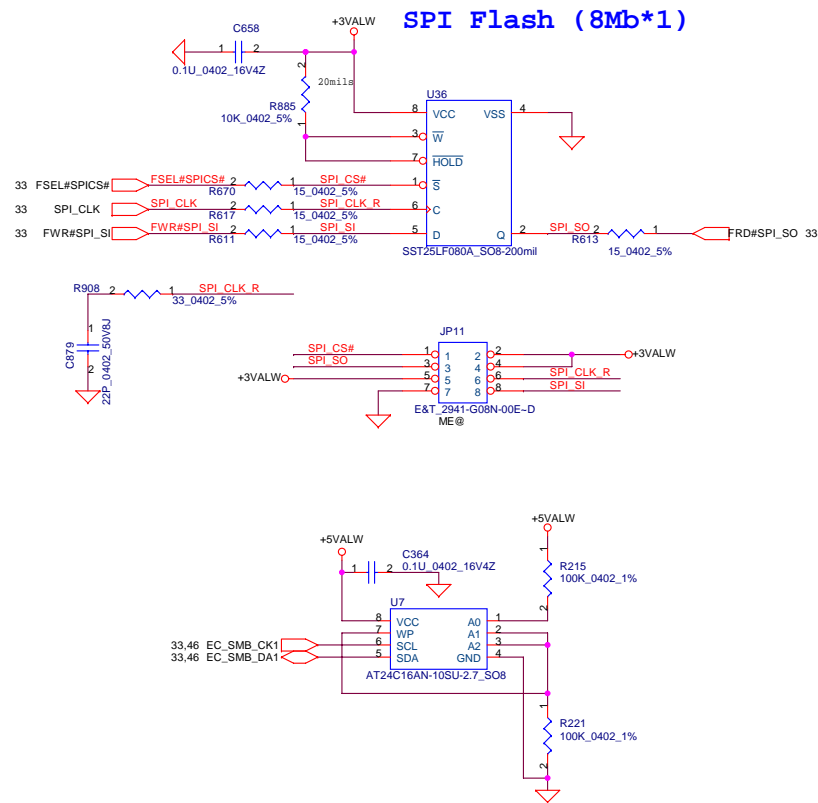 SPI Flash (8Mb*1)
+3VALW
C658
1 2
0.1U_0402_16V4Z
2
20mils
R885
10K_0402_5%
1
U36
8 VCC VSS 4
3 W
7 HOLD
33 FSEL#SPICS# FSEL#SPICS# 2 1 SPI_CS# 1 S
R670 15_0402_5%
33 SPI_CLK SPI_CLK 2 1 SPI_CLK_R 6 C
R617 15_0402_5%
33 FWR#SPI_SI FWR#SPI_SI 2 1 SPI_SI 5 D Q 2 SPI_SO 2 1 FRD#SPI_SO 33
R611 15_0402_5% R613
SST25LF080A_SO8-200mil 15_0402_5%
R908 2 1 SPI_CLK_R
33_0402_5%
C879
1
2
22P_0402_50V8J
JP11
SPI_CS# 1 1 2 2 +3VALW
SPI_SO 3 3 4 4
+3VALW 5 5 6 6 SPI_CLK_R
7 7 8 8 SPI_SI
E&T_2941-G08N-00E~D
ME@
+5VALW
+5VALW
C364
1 2 0.1U_0402_16V4Z
1
R215
100K_0402_1%
2
U7
8 VCC A0 1
7 WP A1 2
33,46 EC_SMB_CK1 6 SCL A2 3
33,46 EC_SMB_DA1 5 SDA GND 4
AT24C16AN-10SU-2.7_SO8
1
R221
100K_0402_1%
2